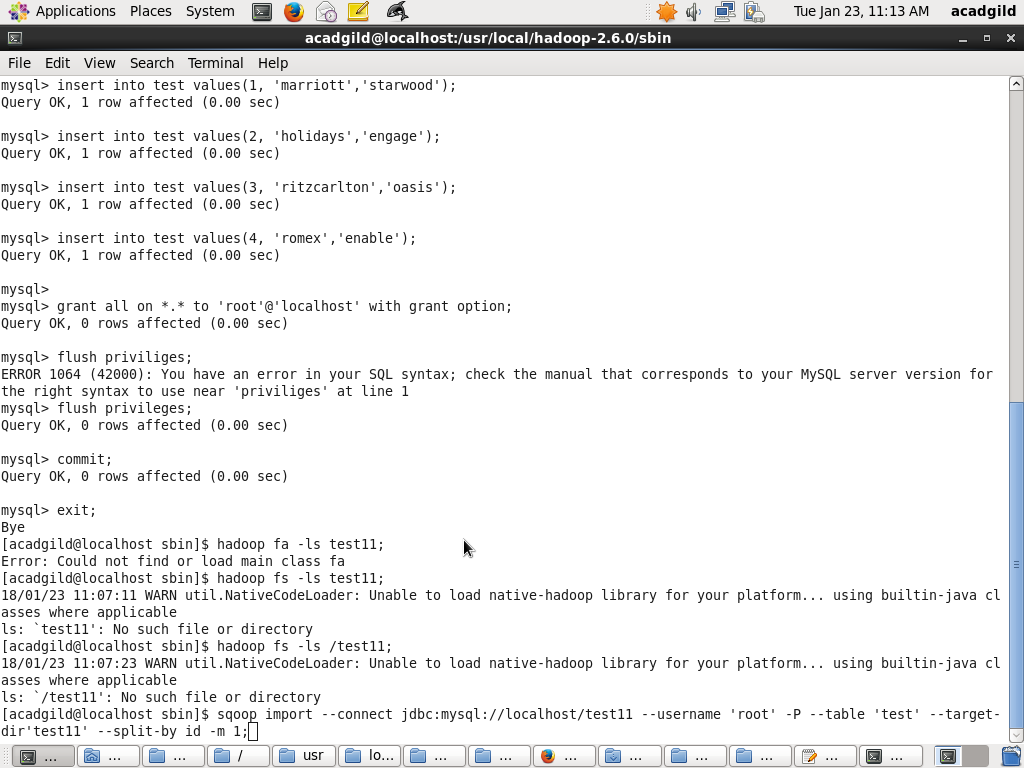 Applications Places System Tue Jan 23, 11:13 AM acadgild
acadgild@localhost:/usr/local/hadoop-2.6.0/sbin
File Edit View Search Terminal Help
mysql> insert into test values(1, 'marriott','starwood');
Query OK, 1 row affected (0.00 sec)
mysql> insert into test values(2, 'holidays','engage');
Query OK, 1 row affected (0.00 sec)
mysql> insert into test values(3, 'ritzcarlton','oasis');
Query OK, 1 row affected (0.00 sec)
mysql> insert into test values(4, 'romex','enable');
Query OK, 1 row affected (0.00 sec)
mysql>
mysql> grant all on *.* to 'root'@'localhost' with grant option;
Query OK, 0 rows affected (0.00 sec)
mysql> flush priviliges;
ERROR 1064 (42000): You have an error in your SQL syntax; check the manual that corresponds to your MySQL server version for
the right syntax to use near 'priviliges' at line 1
mysql> flush privileges;
Query OK, 0 rows affected (0.00 sec)
mysql> commit;
Query OK, 0 rows affected (0.00 sec)
mysql> exit;
Bye
[acadgild@localhost sbin]$ hadoop fa -ls test11;
Error: Could not find or load main class fa
[acadgild@localhost sbin]$ hadoop fs -ls test11;
18/01/23 11:07:11 WARN util.NativeCodeLoader: Unable to load native-hadoop library for your platform... using builtin-java cl
asses where applicable
ls: `test11': No such file or directory
[acadgild@localhost sbin]$ hadoop fs -ls /test11;
18/01/23 11:07:23 WARN util.NativeCodeLoader: Unable to load native-hadoop library for your platform... using builtin-java cl
asses where applicable
ls: `/test11': No such file or directory
[acadgild@localhost sbin]$ sqoop import --connect jdbc:mysql://localhost/test11 --username 'root' -P --table 'test' --target-
dir'test11' --split-by id -m 1;
... ... ... / usr lo... ... ... ... ... ... ... ... ...